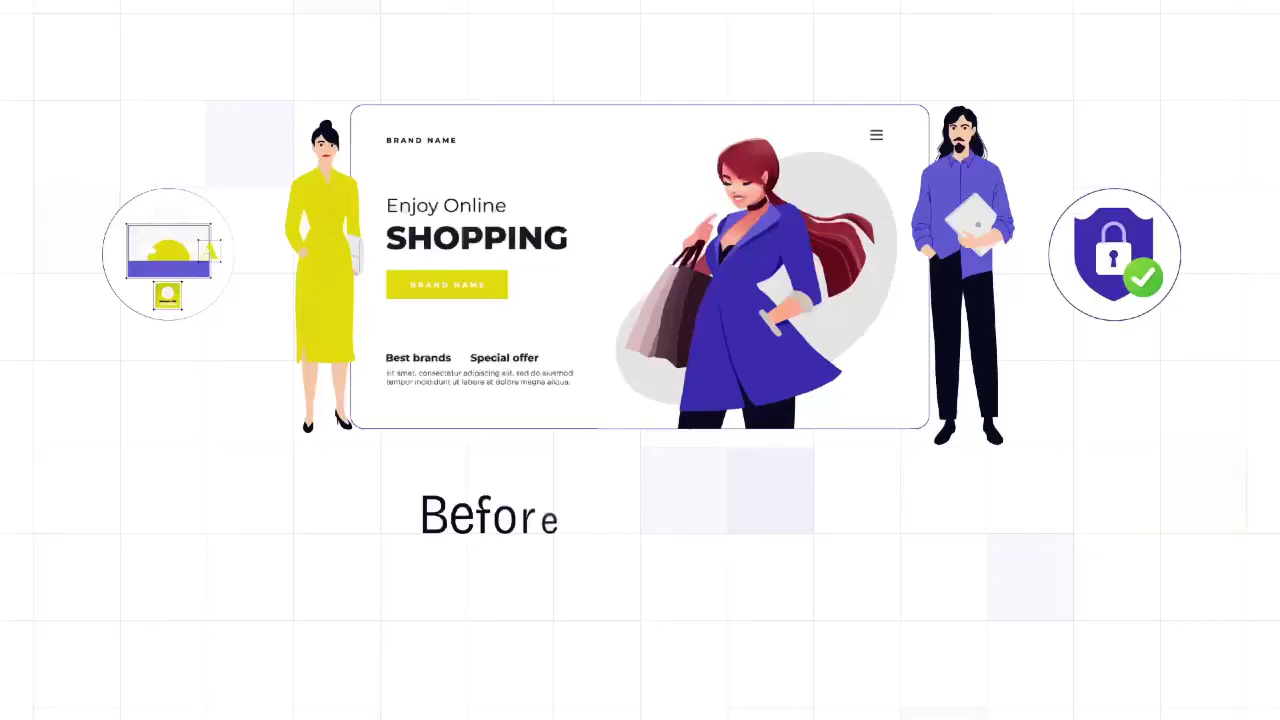 BRAND NAME
Enjoy Online
SHOPPING
BRAND NAME
Best brands Special offer
sit amet, consectetur adipiscing elit, sed do eiusmod
tempor incididunt ut labore et dolore magna aliqua.
A
Before